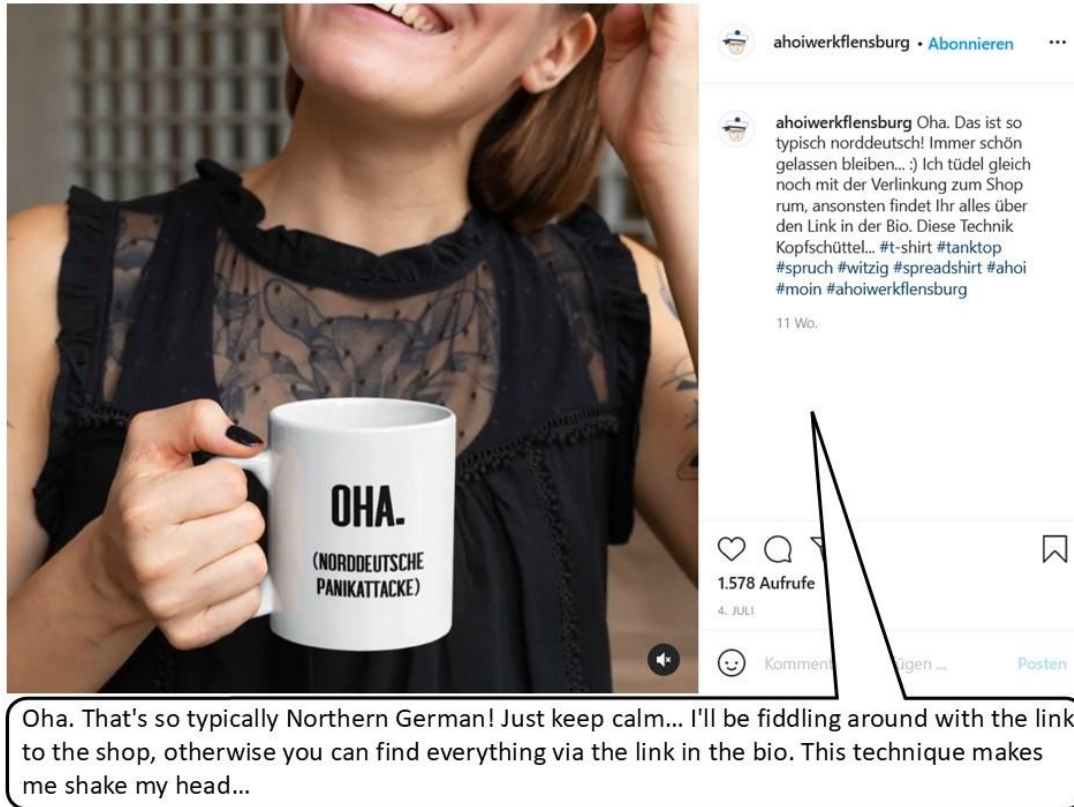 OHA.
(NORDDEUTSCHE
PANIKATTACKE)
ahoiwerkflensburg • Abonnieren ...
ahoiwerkflensburg Oha. Das ist so
typisch norddeutsch! Immer schön
gelassen bleiben... :) Ich tüdel gleich
noch mit der Verlinkung zum Shop
rum, ansonsten findet Ihr alles über
den Link in der Bio. Diese Technik
Kopfschüttel... #t-shirt #tanktop
#spruch #witzig #spreadshirt #ahoi
#moin #ahoiwerkflensburg
11 Wo.
1.578 Aufrufe
4. JULI
Posten
Oha. That's so typically Northern German! Just keep calm... I'll be fiddling around with the link
to the shop, otherwise you can find everything via the link in the bio. This technique makes
me shake my head...